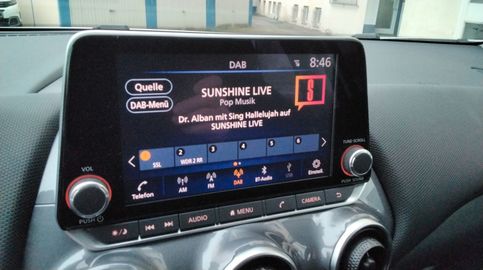 DAB
8:46
Quelle
SUNSHINE LIVE
Pop Musik
DAB-Menü
Dr. Alban mit Sing Hallelujah auf
SUNSHINE LIVE
S
1 2 3 4 5 6
SSL WDR 2 RR
Telefon AM FM DAB BT-Audio USB Einstell.
VOL
PUSH
TUNE·SCROLL
PUSH SOUND
AUDIO MENU CAMERA